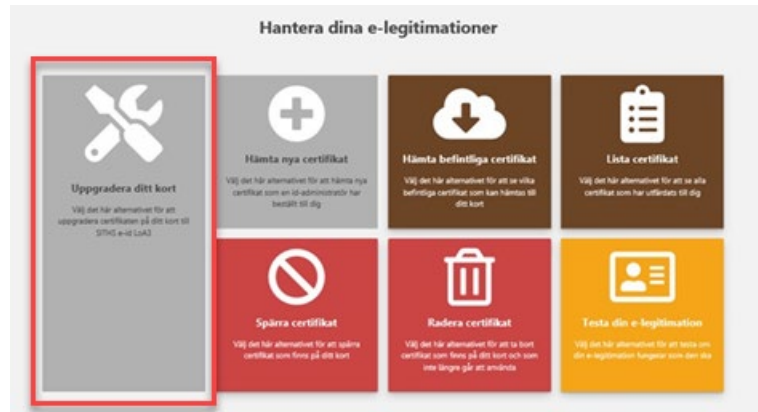 Hantera dina e-legitimationer
Uppgradera ditt kort
Välj det här alternativet för att
uppgradera certifikaten på ditt kort till
SITHS e-id LoA3
Hämta nya certifikat
Välj det här alternativet för att hämta nya
certifikat som en id-administratör har
beställt till dig
Hämta befintliga certifikat
Välj det här alternativet för att se vilka
befintliga certifikat som kan hämtas till
ditt kort
Lista certifikat
Välj det här alternativet för att se alla
certifikat som har utfärdats till dig
Spärra certifikat
Välj det här alternativet för att spärra
certifikat som finns på ditt kort
Radera certifikat
Välj det här alternativet för att ta bort
certifikat som finns på ditt kort och som
inte längre går att använda
Testa din e-legitimation
Välj det här alternativet för att testa om
din e-legitimation fungerar som den ska